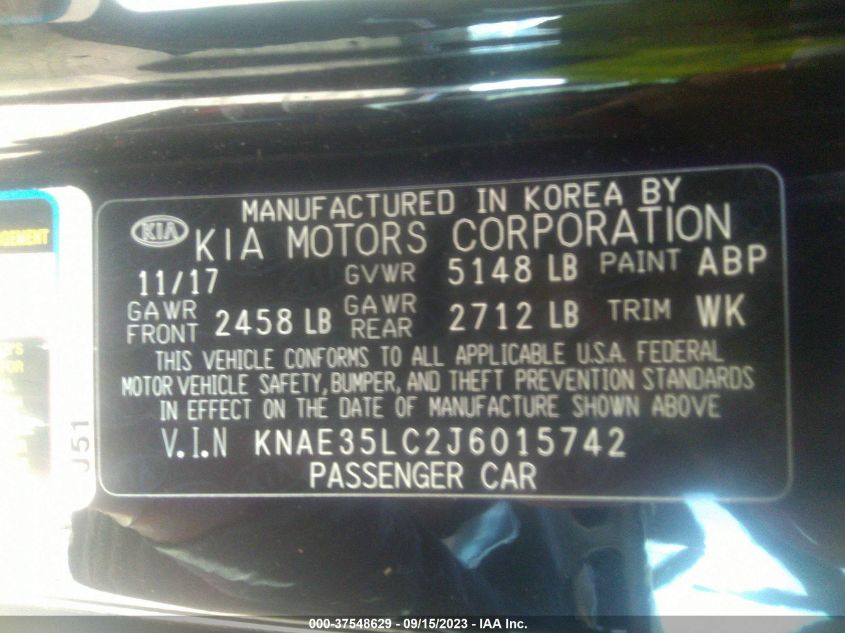 MANUFACTURED IN KOREA BY
KIA KIA MOTORS CORPORATION
11/17 GVWR 5148 LB PAINT ABP
GAWR FRONT 2458 LB GAWR REAR 2712 LB TRIM WK
THIS VEHICLE CONFORMS TO ALL APPLICABLE U.S.A. FEDERAL
MOTOR VEHICLE SAFETY, BUMPER, AND THEFT PREVENTION STANDARDS
IN EFFECT ON THE DATE OF MANUFACTURE SHOWN ABOVE
V.I.N KNAE35LC2J6015742
PASSENGER CAR
J51
000-37548629 - 09/15/2023 - IAA Inc.